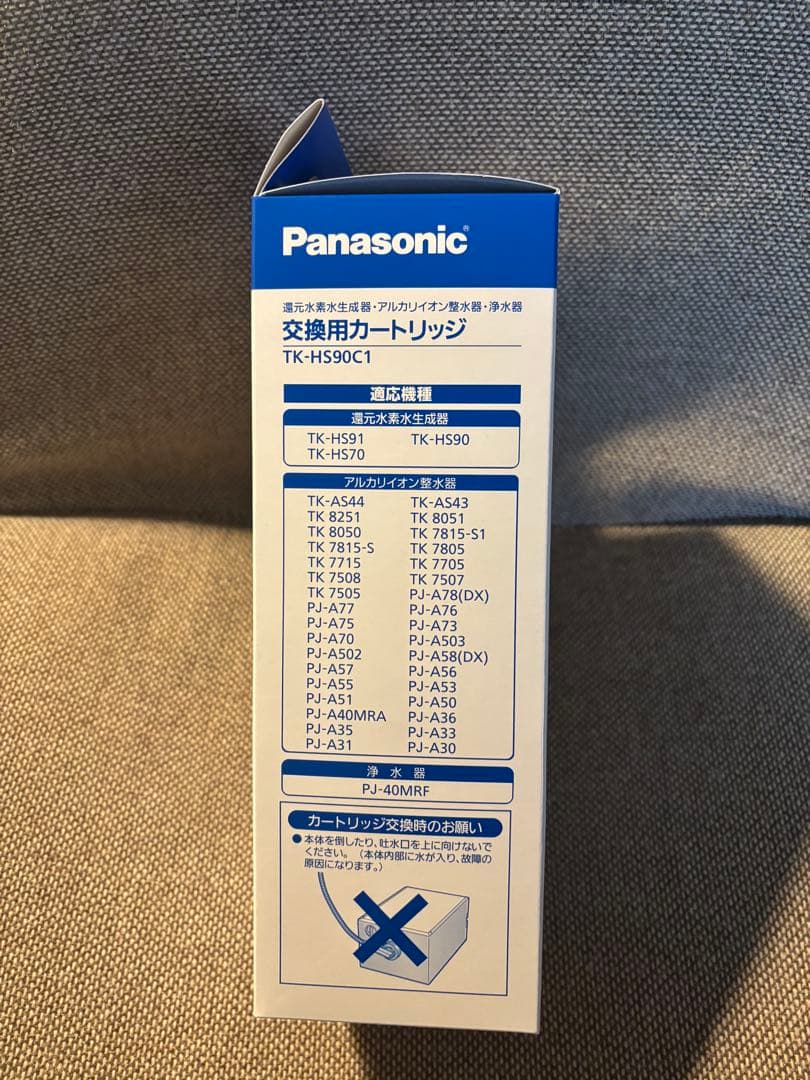 Panasonic®
還元水素水生成器・アルカリイオン整水器・浄水器
交換用カートリッジ
TK-HS90C1
適応機種
還元水素水生成器
TK-HS91 TK-HS90
TK-HS70
アルカリイオン整水器
TK-AS44 TK-AS43
TK 8251 TK 8051
TK 8050 TK 7815-S1
TK 7815-S TK 7805
TK 7715 TK 7705
TK 7508 TK 7507
TK 7505 PJ-A78(DX)
PJ-A77 PJ-A76
PJ-A75 PJ-A73
PJ-A70 PJ-A503
PJ-A502 PJ-A58(DX)
PJ-A57 PJ-A56
PJ-A55 PJ-A53
PJ-A51 PJ-A50
PJ-A40MRA PJ-A36
PJ-A35 PJ-A33
PJ-A31 PJ-A30
浄水器
PJ-40MRF
カートリッジ交換時のお願い
●本体を倒したり、吐水口を上に向けないで
ください。(本体内部に水が入り、故障の
原因になります。)